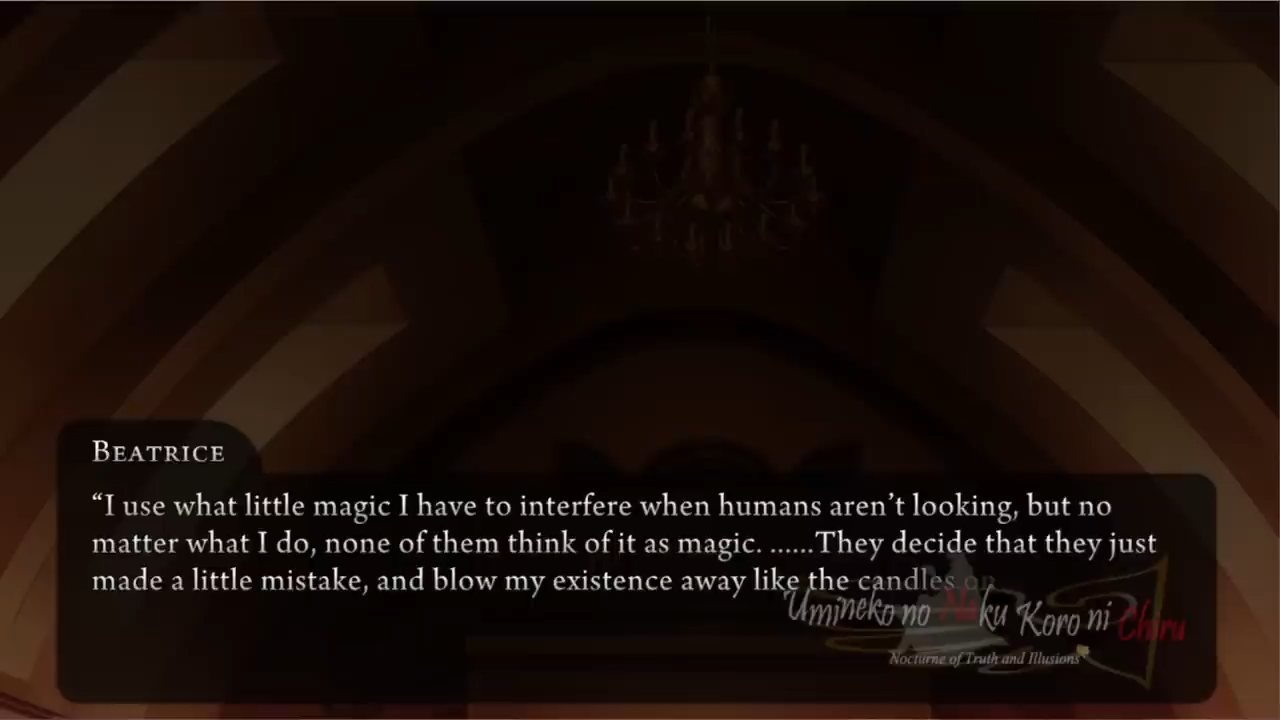 BEATRICE
“I use what little magic I have to interfere when humans aren’t looking, but no
matter what I do, none of them think of it as magic. ......They decide that they just
made a little mistake, and blow my existence away like the candles on
Umineko no Naku Koro ni Chiru
Nocturne of Truth and Illusions